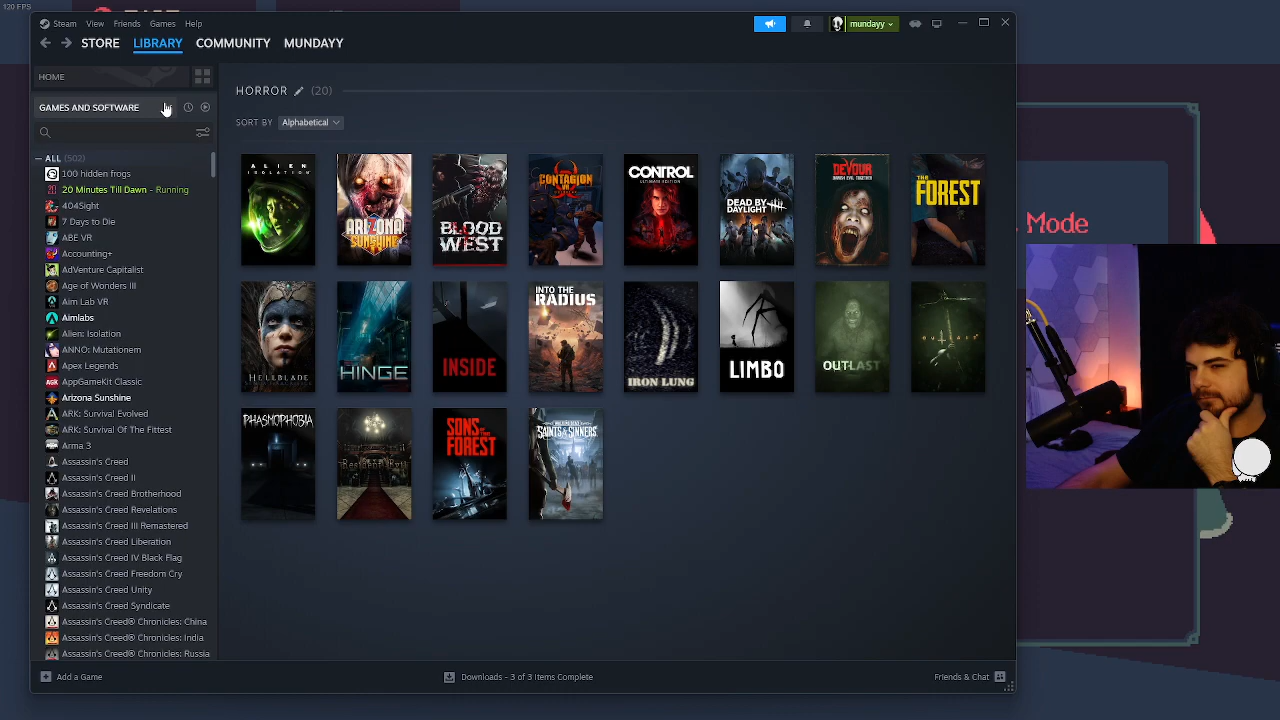 120 FPS
Steam View Friends Games Help
mundayy
STORE LIBRARY COMMUNITY MUNDAYY
HOME
GAMES AND SOFTWARE
ALL (502)
100 hidden frogs
20 Minutes Till Dawn - Running
404Sight
7 Days to Die
ABE VR
Accounting+
AdVenture Capitalist
Age of Wonders III
Aim Lab VR
Aimlabs
Alien: Isolation
ANNO: Mutationem
Apex Legends
AppGameKit Classic
Arizona Sunshine
ARK: Survival Evolved
ARK: Survival Of The Fittest
Arma 3
Assassin's Creed
Assassin's Creed II
Assassin's Creed Brotherhood
Assassin's Creed Revelations
Assassin's Creed III Remastered
Assassin's Creed Liberation
Assassin's Creed IV Black Flag
Assassin's Creed Freedom Cry
Assassin's Creed Unity
Assassin's Creed Syndicate
Assassin's Creed® Chronicles: China
Assassin's Creed® Chronicles: India
Assassin's Creed® Chronicles: Russia
HORROR (20)
SORT BY Alphabetical
ALIEN
ISOLATION
ARIZONA
SUNSHINE
BLOOD
WEST
CONTAGION
CONTROL
ULTIMATE EDITION
DEAD BY
DAYLIGHT
DEVOUR
THE
FOREST
HELLBLADE
HINGE
INSIDE
INTO THE
RADIUS
IRON LUNG
LIMBO
OUTLAST
OUTLAST
PHASMOPHOBIA
Resident Evil
SONS OF THE
FOREST
SAINTS & SINNERS
Mode
Add a Game
Downloads - 3 of 3 Items Complete
Friends & Chat